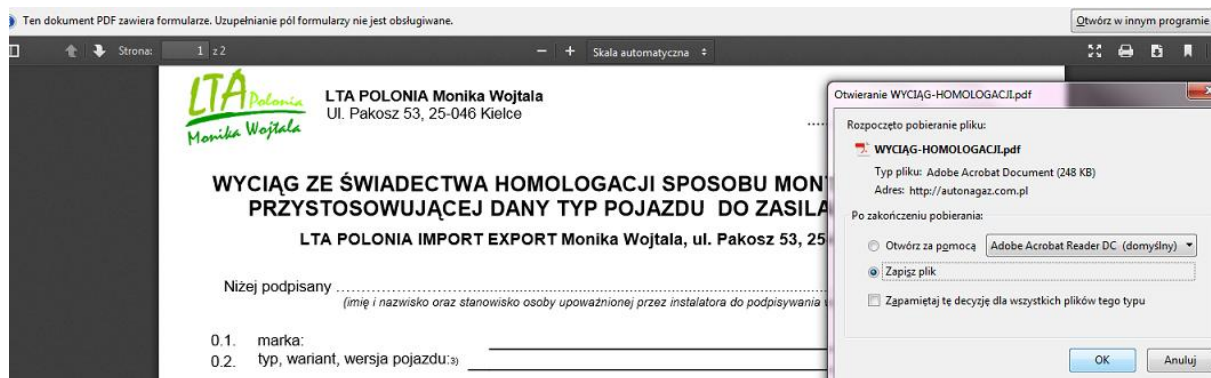 Ten dokument PDF zawiera formularze. Uzupełnianie pól formularzy nie jest obsługiwane.
Otwórz w innym programie
Strona: 1 z 2
Skala automatyczna
LTA Polonia
Monika Wojtala
LTA POLONIA Monika Wojtala
Ul. Pakosz 53, 25-046 Kielce
WYCIĄG ZE ŚWIADECTWA HOMOLOGACJI SPOSOBU MON
PRZYSTOSOWUJĄCEJ DANY TYP POJAZDU DO ZASILA
LTA POLONIA IMPORT EXPORT Monika Wojtala, ul. Pakosz 53, 25
Niżej podpisany
(imię i nazwisko oraz stanowisko osoby upoważnionej przez instalatora do podpisywania
0.1. marka:
0.2. typ, wariant, wersja pojazdu:3)
Otwieranie WYCIĄG-HOMOLOGACJI.pdf
Rozpoczęto pobieranie pliku:
WYCIĄG-HOMOLOGACJI.pdf
Typ pliku: Adobe Acrobat Document (248 KB)
Adres: http://autonagaz.com.pl
Po zakończeniu pobierania:
Otwórz za pomocą Adobe Acrobat Reader DC (domyślny)
Zapisz plik
Zapamiętaj tę decyzję dla wszystkich plików tego typu
OK Anuluj